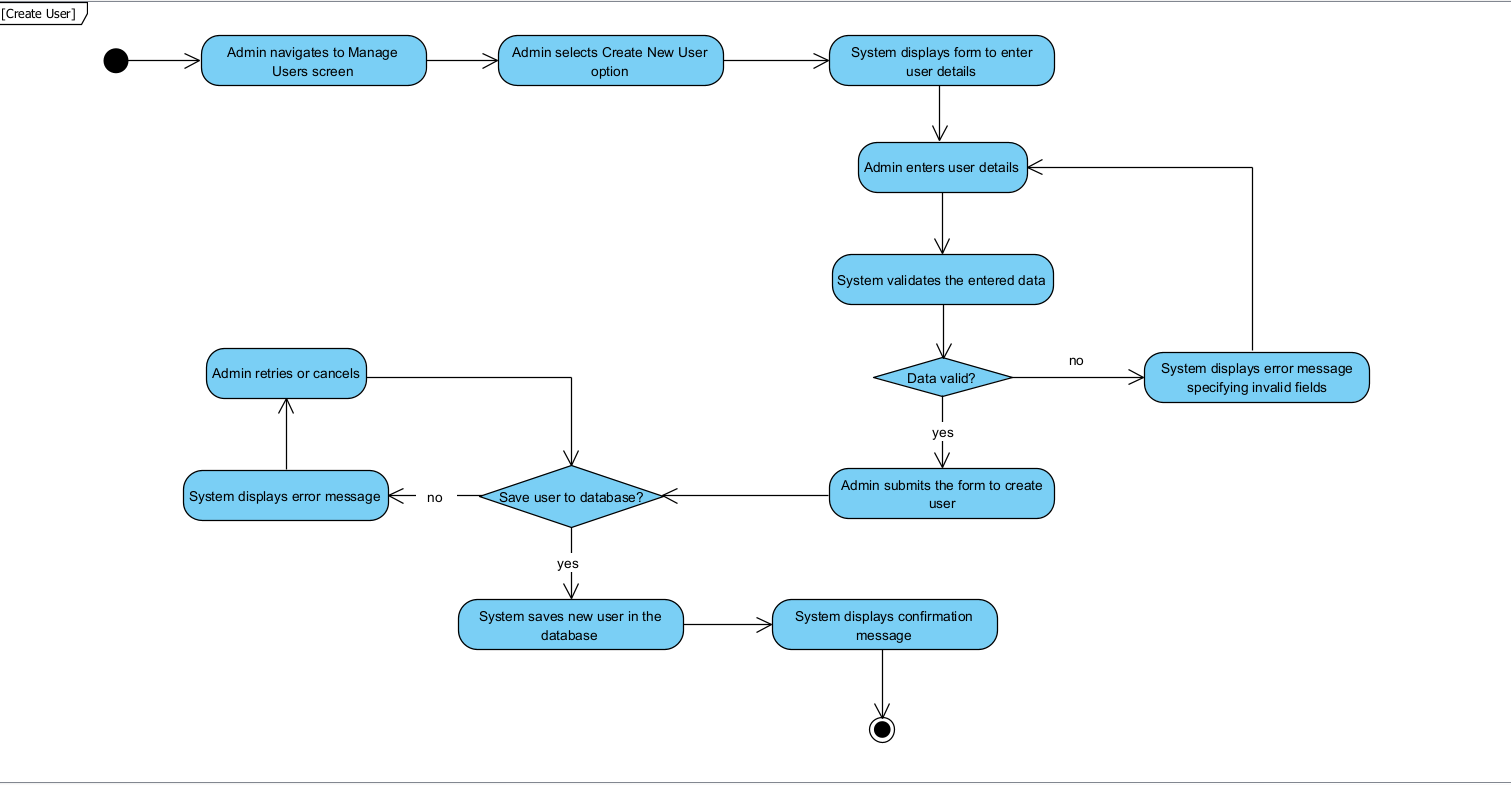 [Create User]
Admin navigates to Manage
Users screen
Admin selects Create New User
option
System displays form to enter
user details
Admin enters user details
System validates the entered data
Data valid?
no
System displays error message
specifying invalid fields
yes
Admin submits the form to create
user
Save user to database?
no
System displays error message
Admin retries or cancels
yes
System saves new user in the
database
System displays confirmation
message